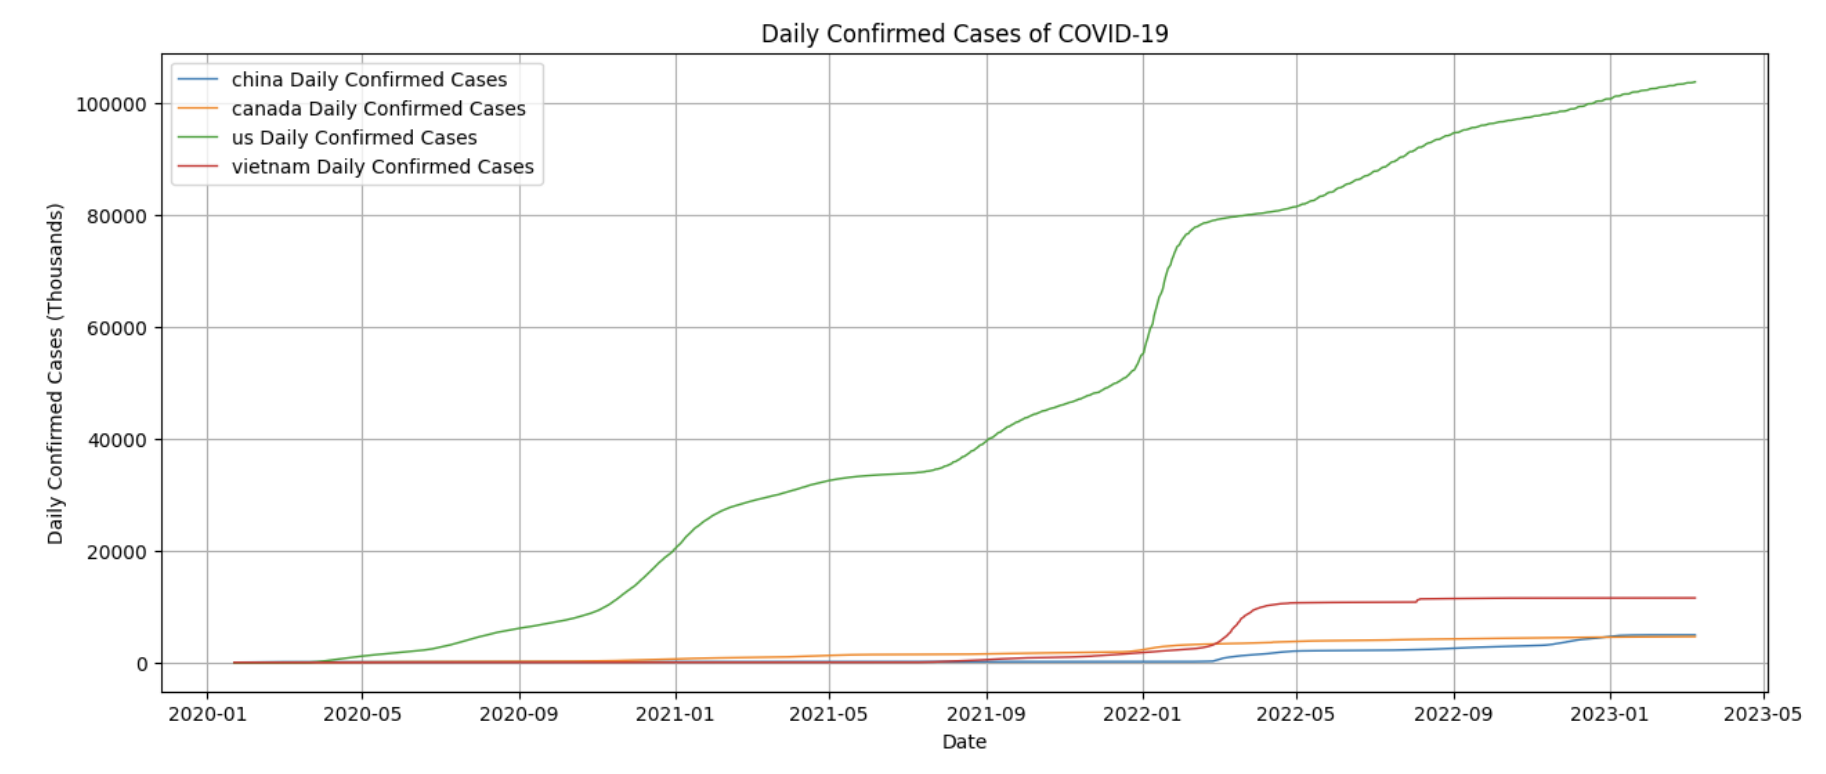 Daily Confirmed Cases of COVID-19
china Daily Confirmed Cases
canada Daily Confirmed Cases
us Daily Confirmed Cases
vietnam Daily Confirmed Cases
Daily Confirmed Cases (Thousands)
100000
80000
60000
40000
20000
0
2020-01 2020-05 2020-09 2021-01 2021-05 2021-09 2022-01 2022-05 2022-09 2023-01 2023-05
Date